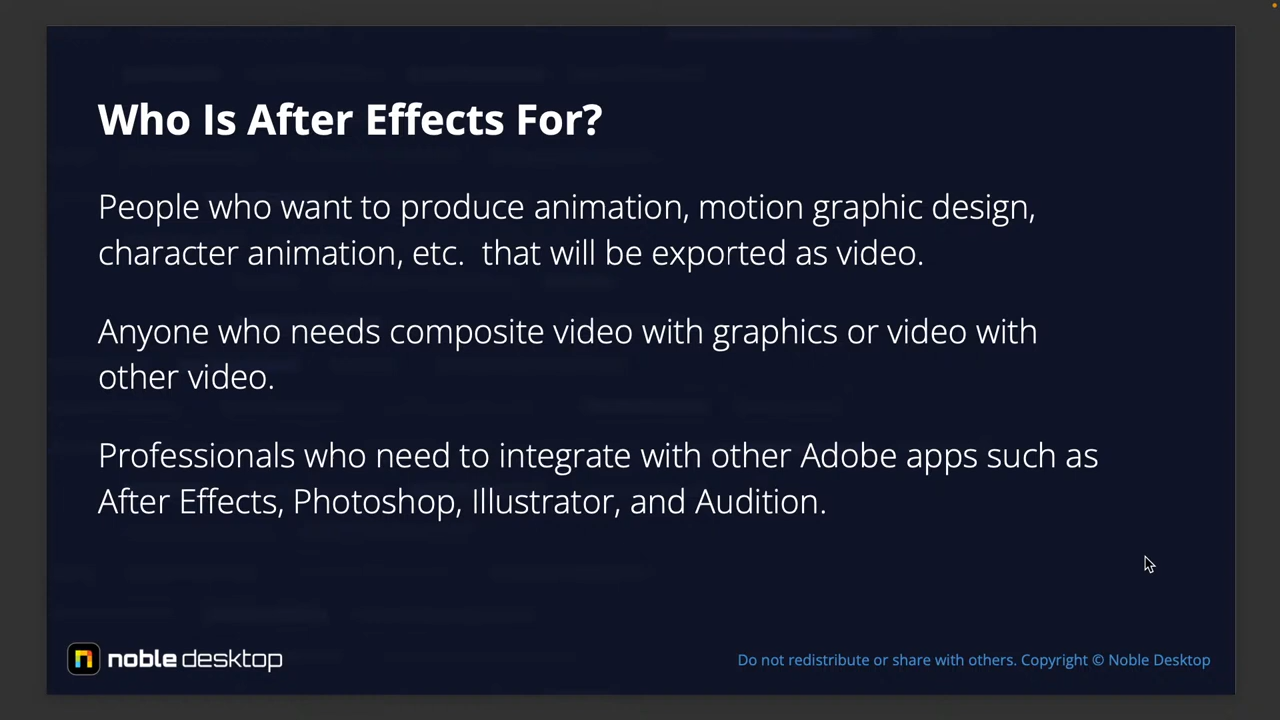 Who Is After Effects For?
People who want to produce animation, motion graphic design,
character animation, etc.  that will be exported as video.
Anyone who needs composite video with graphics or video with
other video.
Professionals who need to integrate with other Adobe apps such as
After Effects, Photoshop, Illustrator, and Audition.
noble desktop
Do not redistribute or share with others. Copyright © Noble Desktop